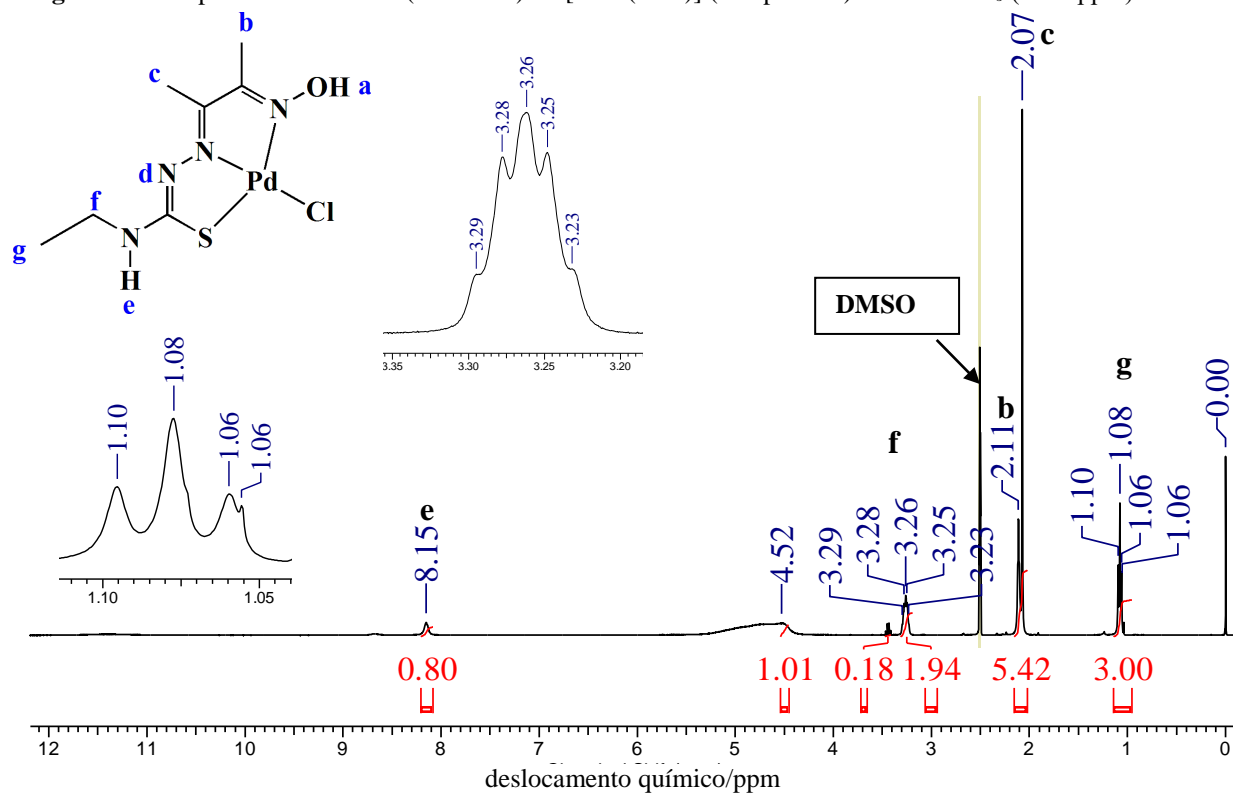 b
c
OH a
N
N
d N
Pd
Cl
f
g
N
S
H
e
3.29
3.28
3.26
3.25
3.23
3.35
3.30
3.25
3.20
1.10
1.08
1.06
1.06
1.10
1.05
DMSO
e
8.15
4.52
f
3.29
3.28
3.26
3.25
3.23
b
2.11
2.07
c
g
1.10
1.08
1.06
1.06
0.00
0.80
1.01
0.18
1.94
5.42
3.00
12 11 10 9 8 7 6 5 4 3 2 1 0
deslocamento químico/ppm